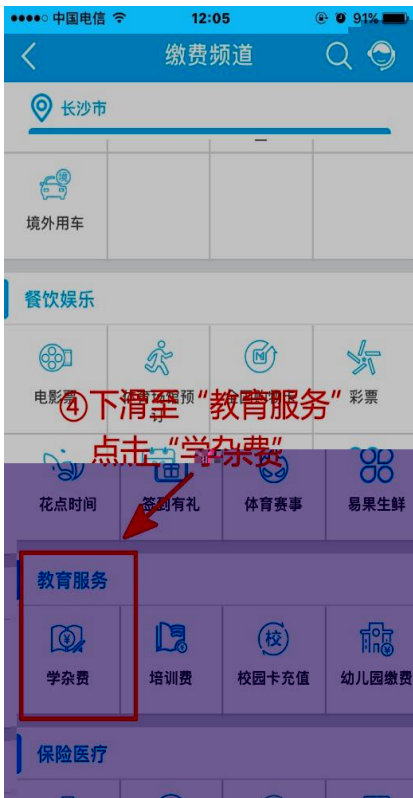 中国电信 12:05 91%
缴费频道
长沙市
境外用车
餐饮娱乐
电影票 彩票
④下滑至“教育服务”
点击“学杂费”
花点时间 签到有礼 体育赛事 易果生鲜
教育服务
学杂费 培训费 校园卡充值 幼儿园缴费
保险医疗